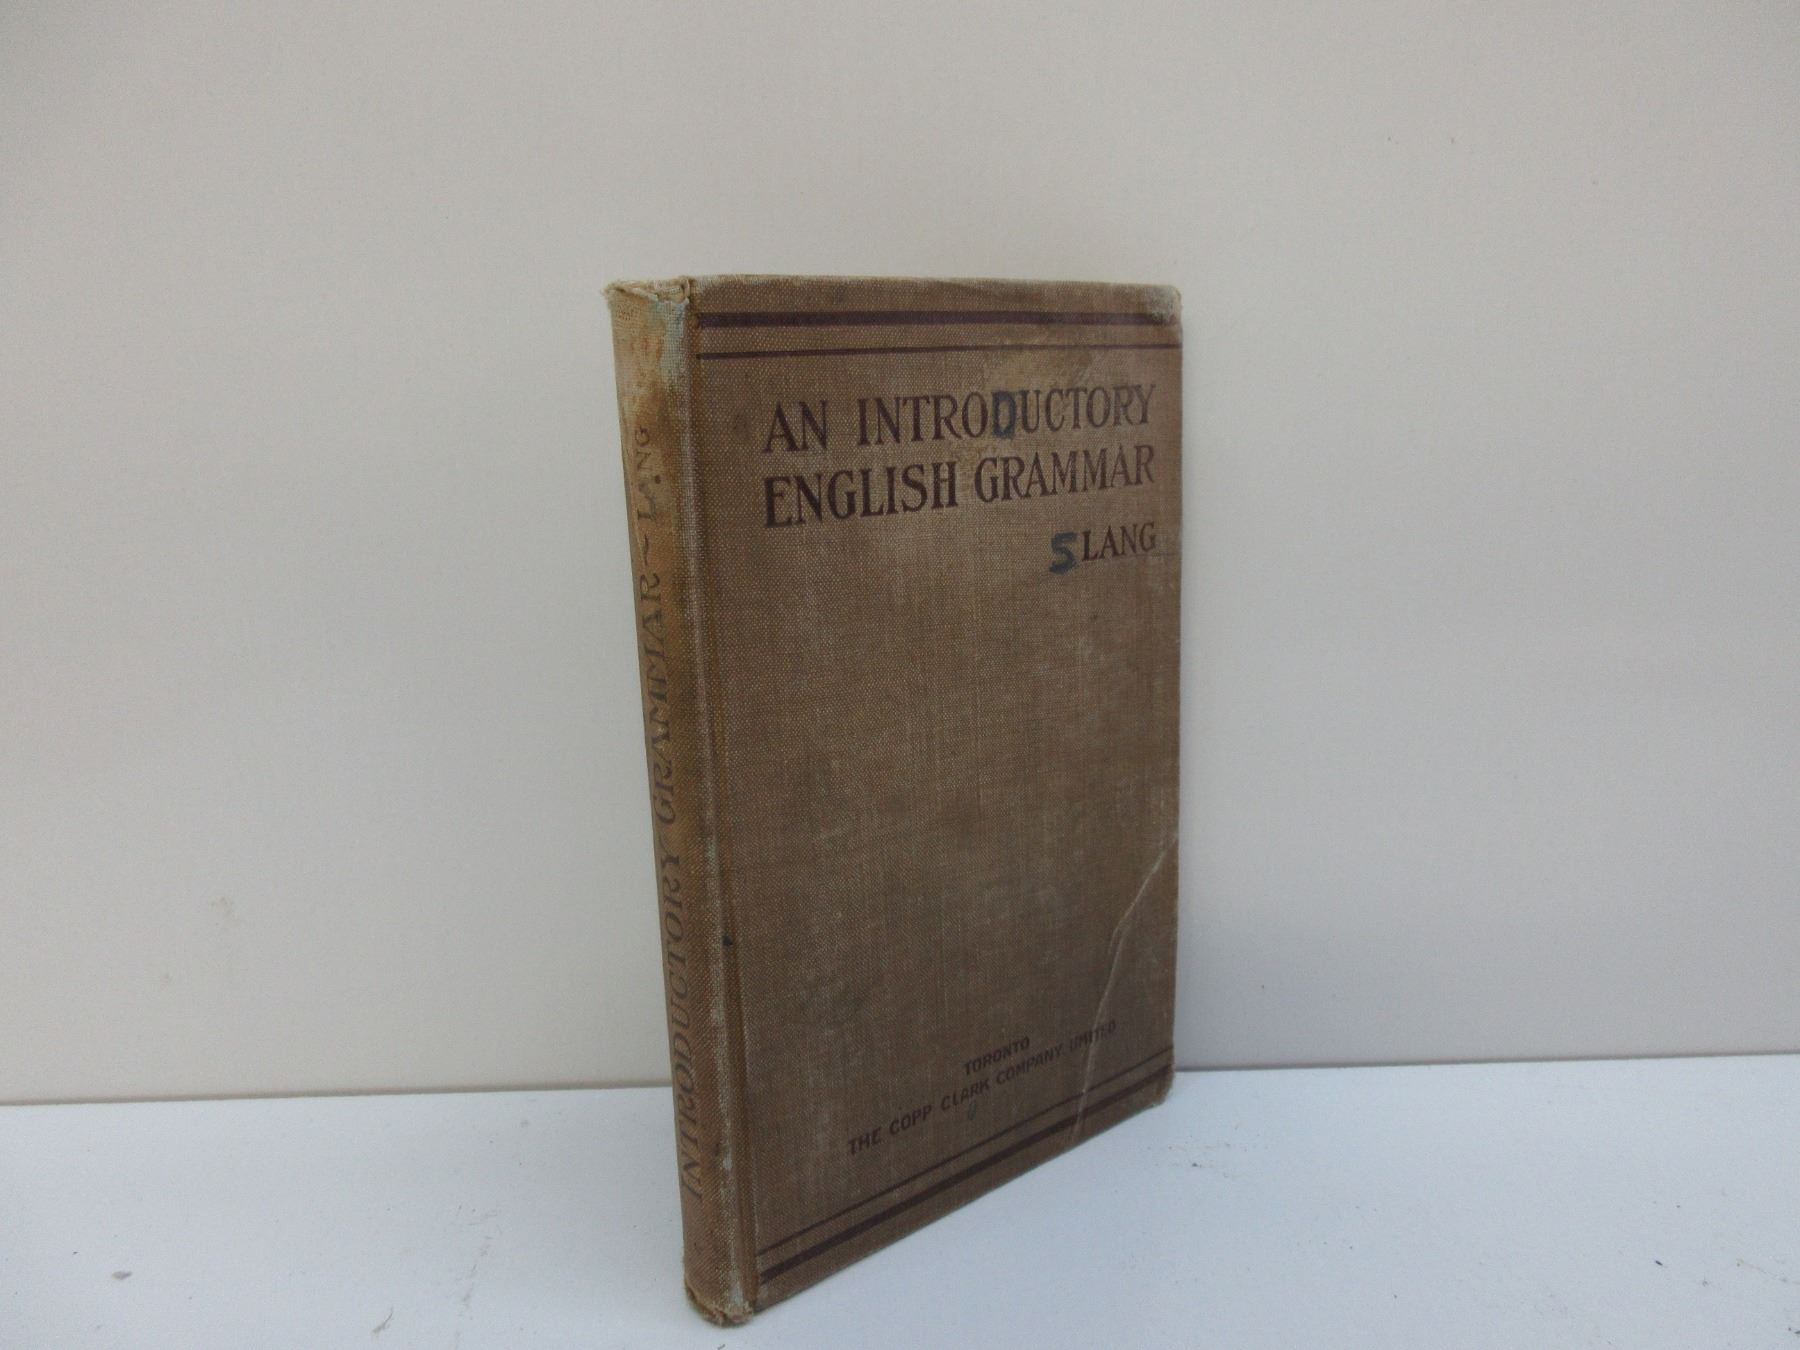 AN INTRODUCTORY
ENGLISH GRAMMAR
SLANG
TORONTO
THE COPP CLARK COMPANY LIMITED
INTRODUCTORY GRAMMAR ~ LANG